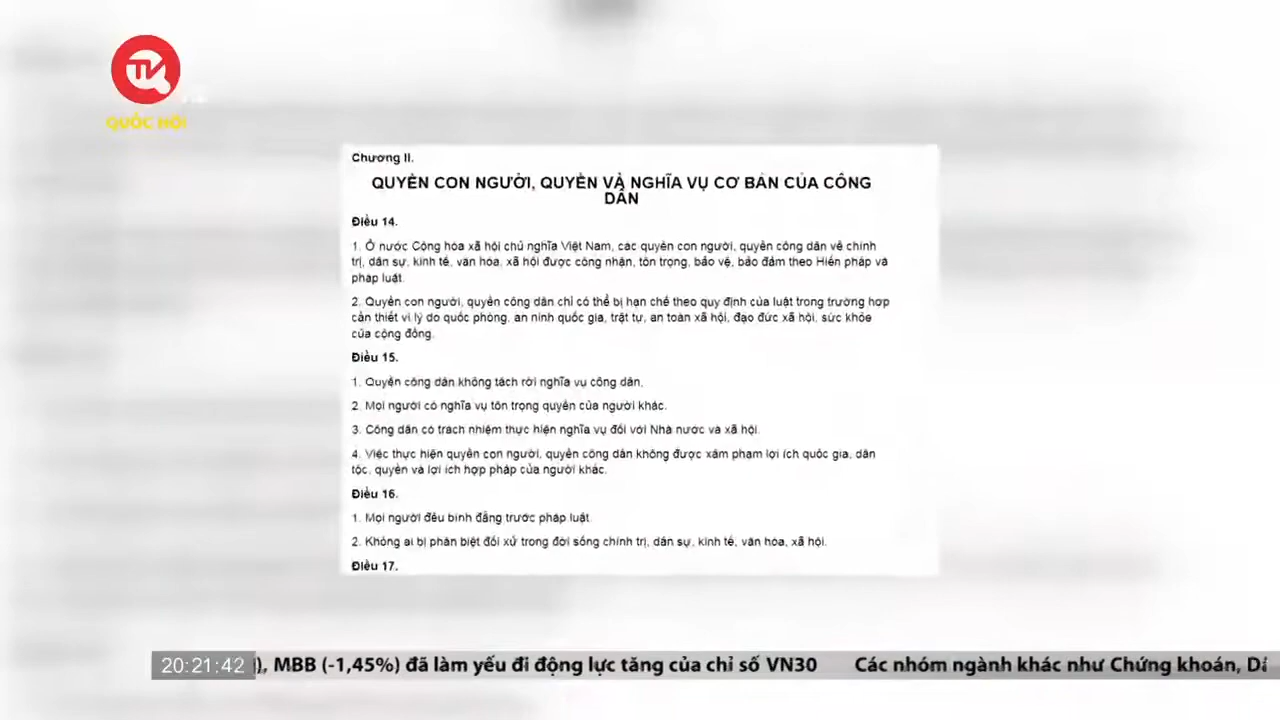 TV
QUỐC HỘI
Chương II.
QUYỀN CON NGƯỜI, QUYỀN VÀ NGHĨA VỤ CƠ BẢN CỦA CÔNG
DÂN
Điều 14.
1. Ở nước Cộng hòa xã hội chủ nghĩa Việt Nam, các quyền con người, quyền công dân về chính
trị, dân sự, kinh tế, văn hóa, xã hội được công nhận, tôn trọng, bảo vệ, bảo đảm theo Hiến pháp và
pháp luật.
2. Quyền con người, quyền công dân chỉ có thể bị hạn chế theo quy định của luật trong trường hợp
cần thiết vì lý do quốc phòng, an ninh quốc gia, trật tự, an toàn xã hội, đạo đức xã hội, sức khỏe
của cộng đồng.
Điều 15.
1. Quyền công dân không tách rời nghĩa vụ công dân.
2. Mọi người có nghĩa vụ tôn trọng quyền của người khác.
3. Công dân có trách nhiệm thực hiện nghĩa vụ đối với Nhà nước và xã hội.
4. Việc thực hiện quyền con người, quyền công dân không được xâm phạm lợi ích quốc gia, dân
tộc, quyền và lợi ích hợp pháp của người khác.
Điều 16.
1. Mọi người đều bình đẳng trước pháp luật.
2. Không ai bị phân biệt đối xử trong đời sống chính trị, dân sự, kinh tế, văn hóa, xã hội.
Điều 17.
20:21:42 ), MBB (-1,45%) đã làm yếu đi động lực tăng của chỉ số VN30 Các nhóm ngành khác như Chứng khoán,